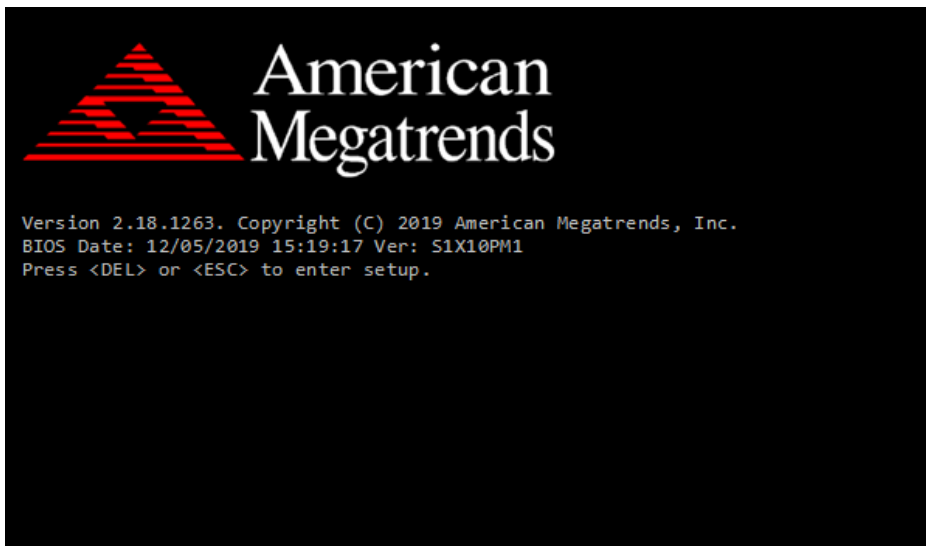 American
Megatrends
Version 2.18.1263. Copyright (C) 2019 American Megatrends, Inc.
BIOS Date: 12/05/2019 15:19:17 Ver: S1X10PM1
Press <DEL> or <ESC> to enter setup.